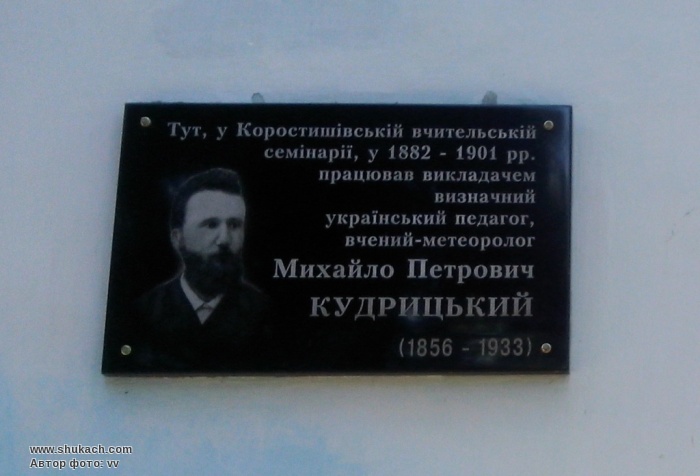 Тут, у Коростишівській вчительській
семінарії, у 1882 - 1901 рр.
працював викладачем
визначний
український педагог,
вчений-метеоролог
Михайло Петрович
КУДРИЦЬКИЙ
(1856 - 1933)
www.shukach.com
Автор фото: vv